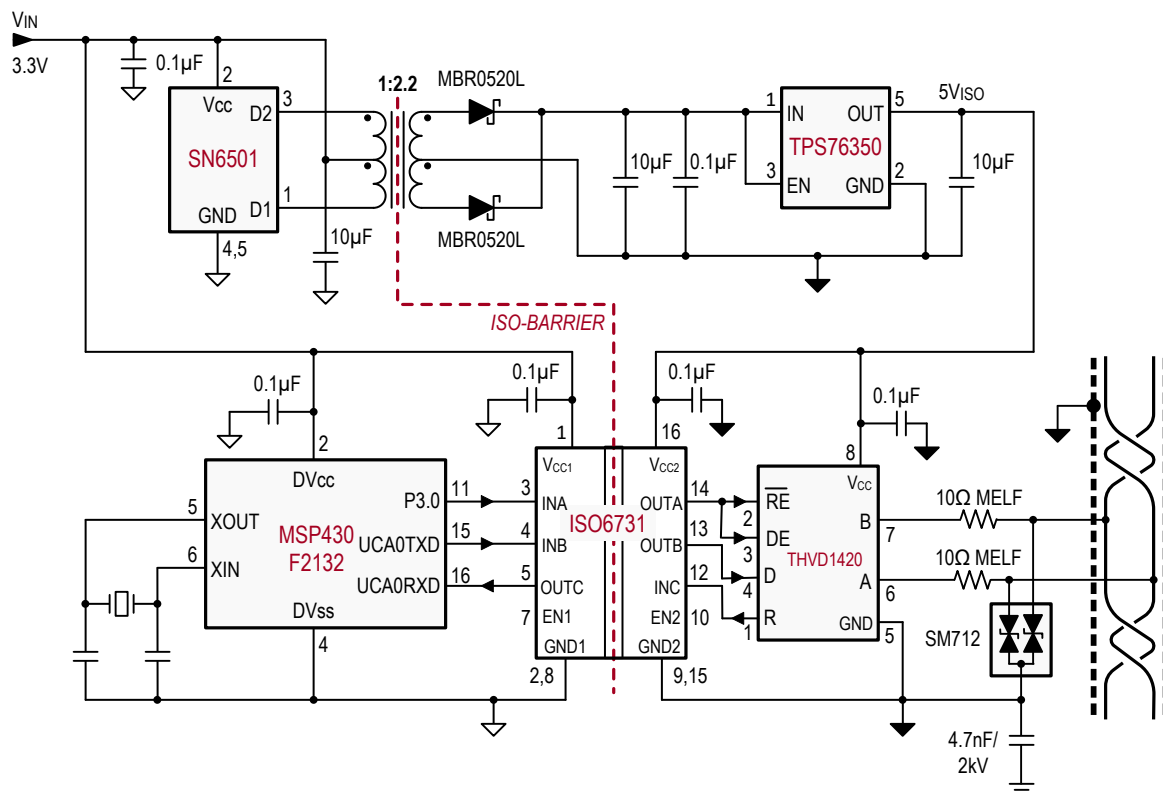 VIN
3.3V
0.1µF
2
Vcc
D2
3
SN6501
D1
1
GND
4,5
10µF
1:2.2
MBR0520L
MBR0520L
10µF
0.1µF
1
IN
OUT
5
TPS76350
3
EN
GND
2
5VISO
10µF
ISO-BARRIER
0.1µF
2
DVcc
5
XOUT
MSP430
F2132
6
XIN
P3.0
11
UCA0TXD
15
UCA0RXD
16
DVss
4
0.1µF
1
VCC1
3
INA
4
INB
5
OUTC
7
EN1
GND1
2,8
ISO6731
0.1µF
16
VCC2
OUTA
14
OUTB
13
INC
12
EN2
10
GND2
9,15
0.1µF
8
VCC
RE
2
DE
3
D
4
R
1
THVD1420
B
7
A
6
GND
5
10Ω MELF
10Ω MELF
SM712
4.7nF/
2kV